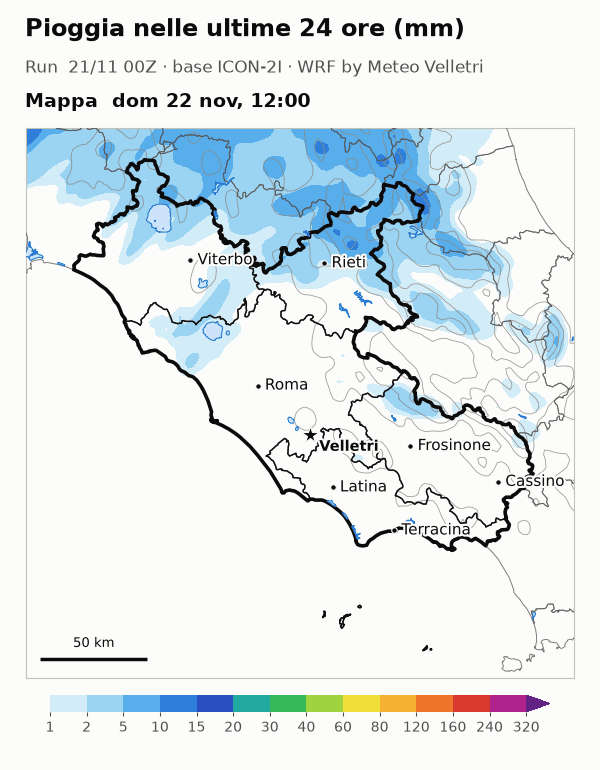 Pioggia nelle ultime 24 ore (mm)
Run 21/11 00Z · base ICON-2I · WRF by Meteo Velletri
Mappa dom 22 nov, 12:00
Viterbo
Rieti
Roma
Velletri
Frosinone
Cassino
Latina
Terracina
50 km
1 2 5 10 15 20 30 40 60 80 120 160 240 320